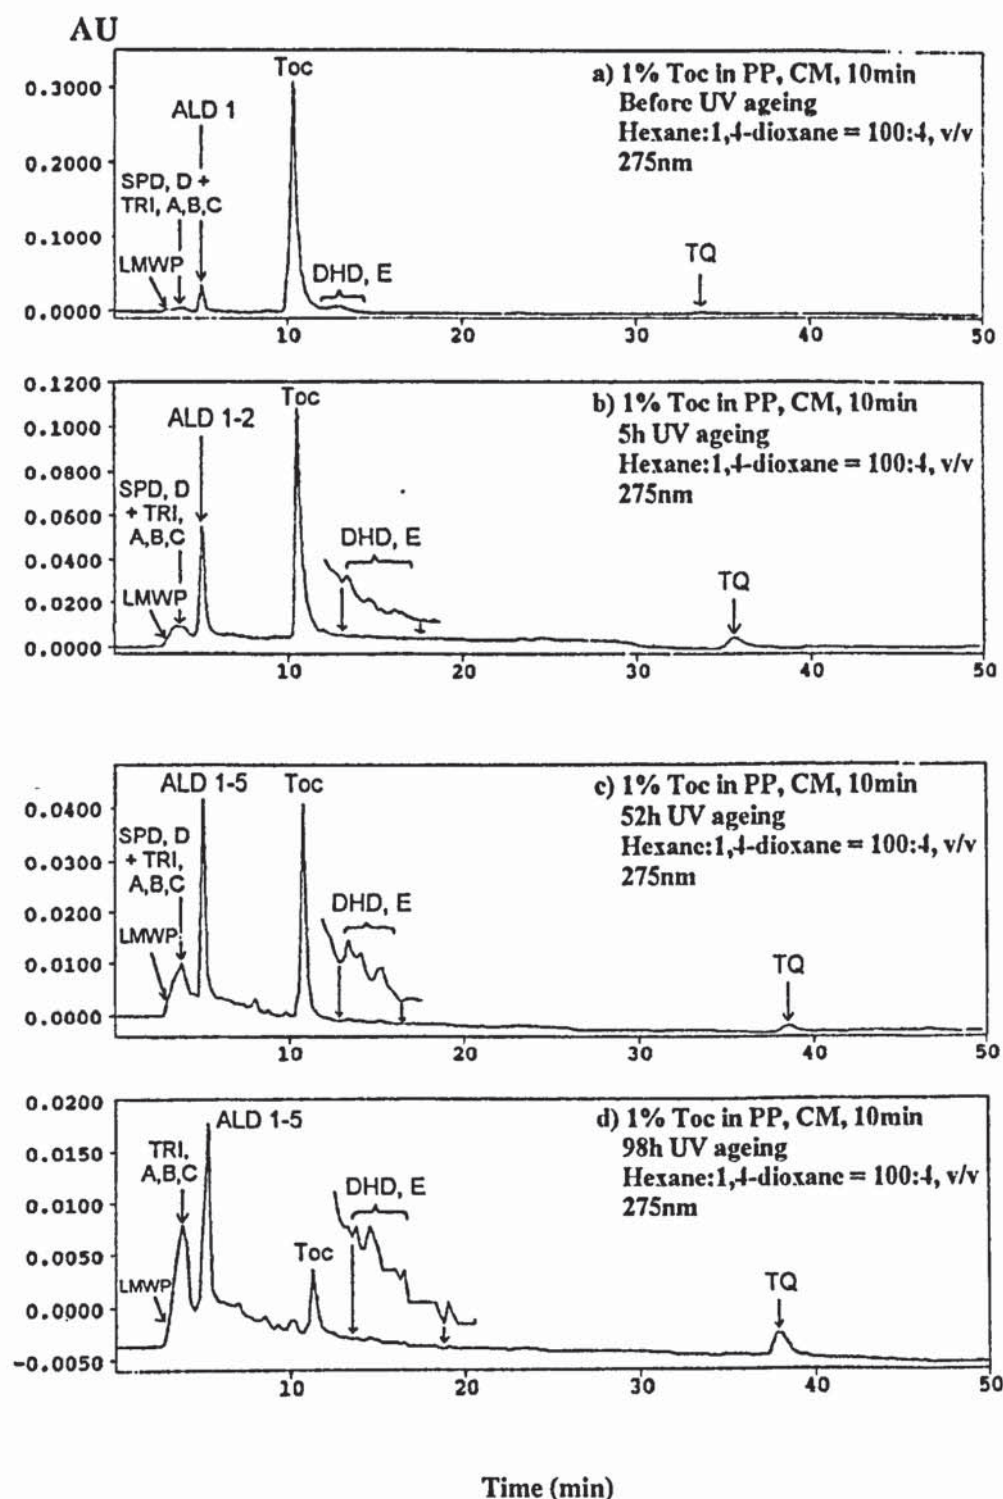 AU
Toc
ALD 1
SPD, D +
TRI, A,B,C
LMWP
DHD, E
TQ
a) 1% Toc in PP, CM, 10min
Before UV ageing
Hexane:1,4-dioxane = 100:4, v/v
275nm
0.3000
0.2000
0.1000
0.0000
10
20
30
40
50
Toc
ALD 1-2
SPD, D
+ TRI,
A,B,C
LMWP
DHD, E
TQ
b) 1% Toc in PP, CM, 10min
5h UV ageing
Hexane:1,4-dioxane = 100:4, v/v
275nm
0.1200
0.1000
0.0800
0.0600
0.0400
0.0200
0.0000
10
20
30
40
50
ALD 1-5
Toc
SPD, D
+ TRI,
A,B,C
LMWP
DHD, E
TQ
c) 1% Toc in PP, CM, 10min
52h UV ageing
Hexane:1,4-dioxane = 100:4, v/v
275nm
0.0400
0.0300
0.0200
0.0100
0.0000
10
20
30
40
50
ALD 1-5
TRI,
A,B,C
LMWP
Toc
DHD, E
TQ
d) 1% Toc in PP, CM, 10min
98h UV ageing
Hexane:1,4-dioxane = 100:4, v/v
275nm
0.0200
0.0150
0.0100
0.0050
0.0000
-0.0050
10
20
30
40
50
Time (min)